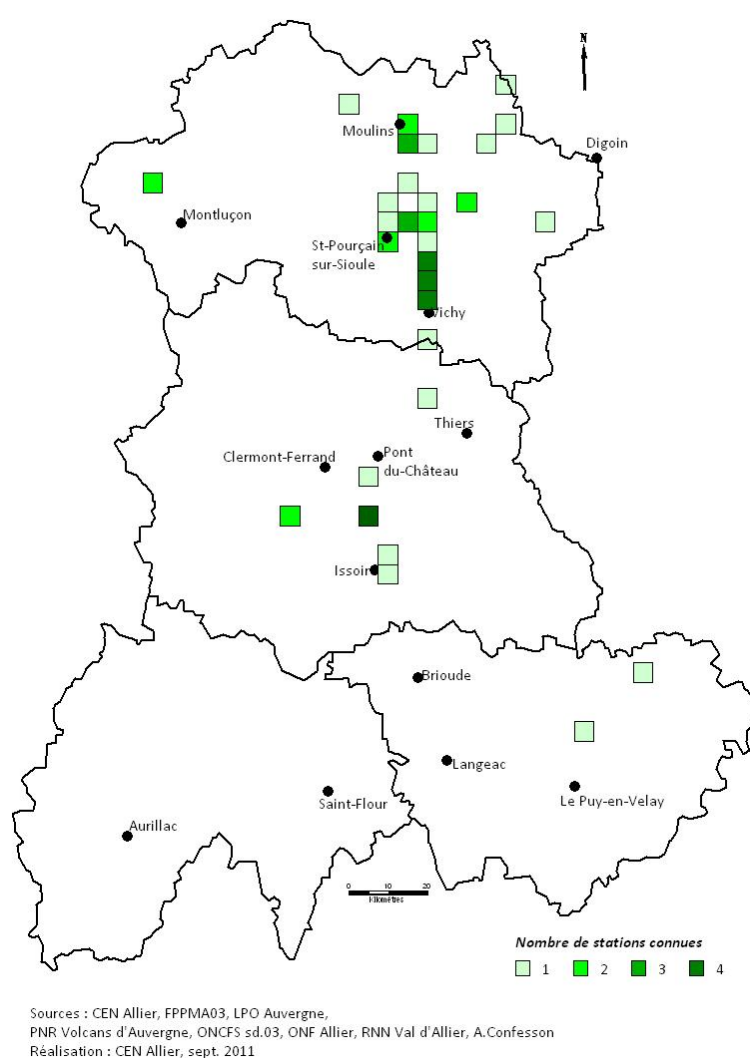 N
Moulins
Digoin
Montluçon
St-Pourçain
sur-Sioule
Vichy
Thiers
Clermont-Ferrand
Pont
du-Château
Issoir
Brioude
Langeac
Le Puy-en-Velay
Saint-Flour
Aurillac
0 10 20
Kilomètres
Nombre de stations connues
1 2 3 4
Sources : CEN Allier, FPPMA03, LPO Auvergne,
PNR Volcans d'Auvergne, ONCFS sd.03, ONF Allier, RNN Val d'Allier, A.Confesson
Réalisation : CEN Allier, sept. 2011